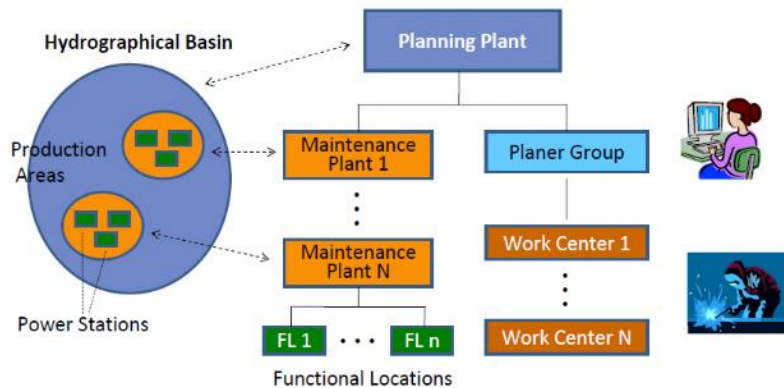 Hydrographical Basin
Planning Plant
Production
Areas
Maintenance
Plant 1
Planer Group
Maintenance
Plant N
Work Center 1
Power Stations
FL 1
FL n
Work Center N
Functional Locations